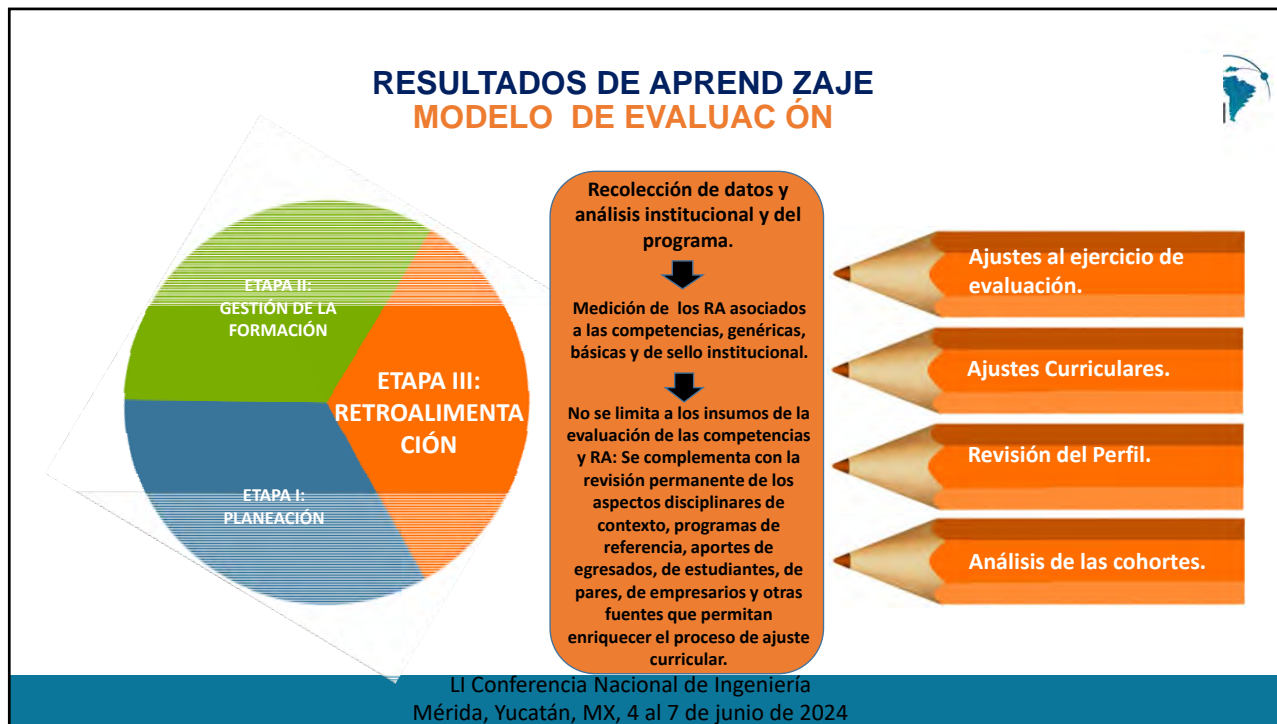 RESULTADOS DE APREND ZAJE
MODELO DE EVALUAC ÓN
ETAPA II:
GESTIÓN DE LA
FORMACIÓN
ETAPA III:
RETROALIMENTA
CIÓN
ETAPA I:
PLANEACIÓN
Recolección de datos y
análisis institucional y del
programa.
Medición de los RA asociados
a las competencias, genéricas,
básicas y de sello institucional.
No se limita a los insumos de la
evaluación de las competencias
y RA: Se complementa con la
revisión permanente de los
aspectos disciplinares de
contexto, programas de
referencia, aportes de
egresados, de estudiantes, de
pares, de empresarios y otras
fuentes que permitan
enriquecer el proceso de ajuste
curricular.
Ajustes al ejercicio de
evaluación.
Ajustes Curriculares.
Revisión del Perfil.
Análisis de las cohortes.
LI Conferencia Nacional de Ingeniería
Mérida, Yucatán, MX, 4 al 7 de junio de 2024